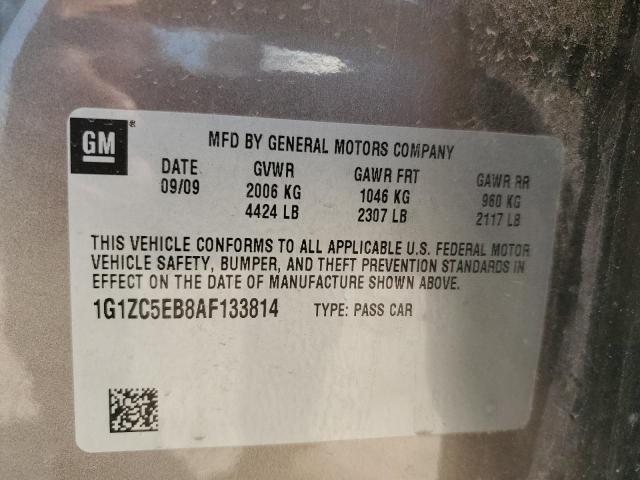 GM®
MFD BY GENERAL MOTORS COMPANY
DATE GVWR GAWR FRT GAWR RR
09/09 2006 KG 1046 KG 960 KG
4424 LB 2307 LB 2117 LB
THIS VEHICLE CONFORMS TO ALL APPLICABLE U.S. FEDERAL MOTOR
VEHICLE SAFETY, BUMPER, AND THEFT PREVENTION STANDARDS IN
EFFECT ON THE DATE OF MANUFACTURE SHOWN ABOVE.
1G1ZC5EB8AF133814 TYPE: PASS CAR